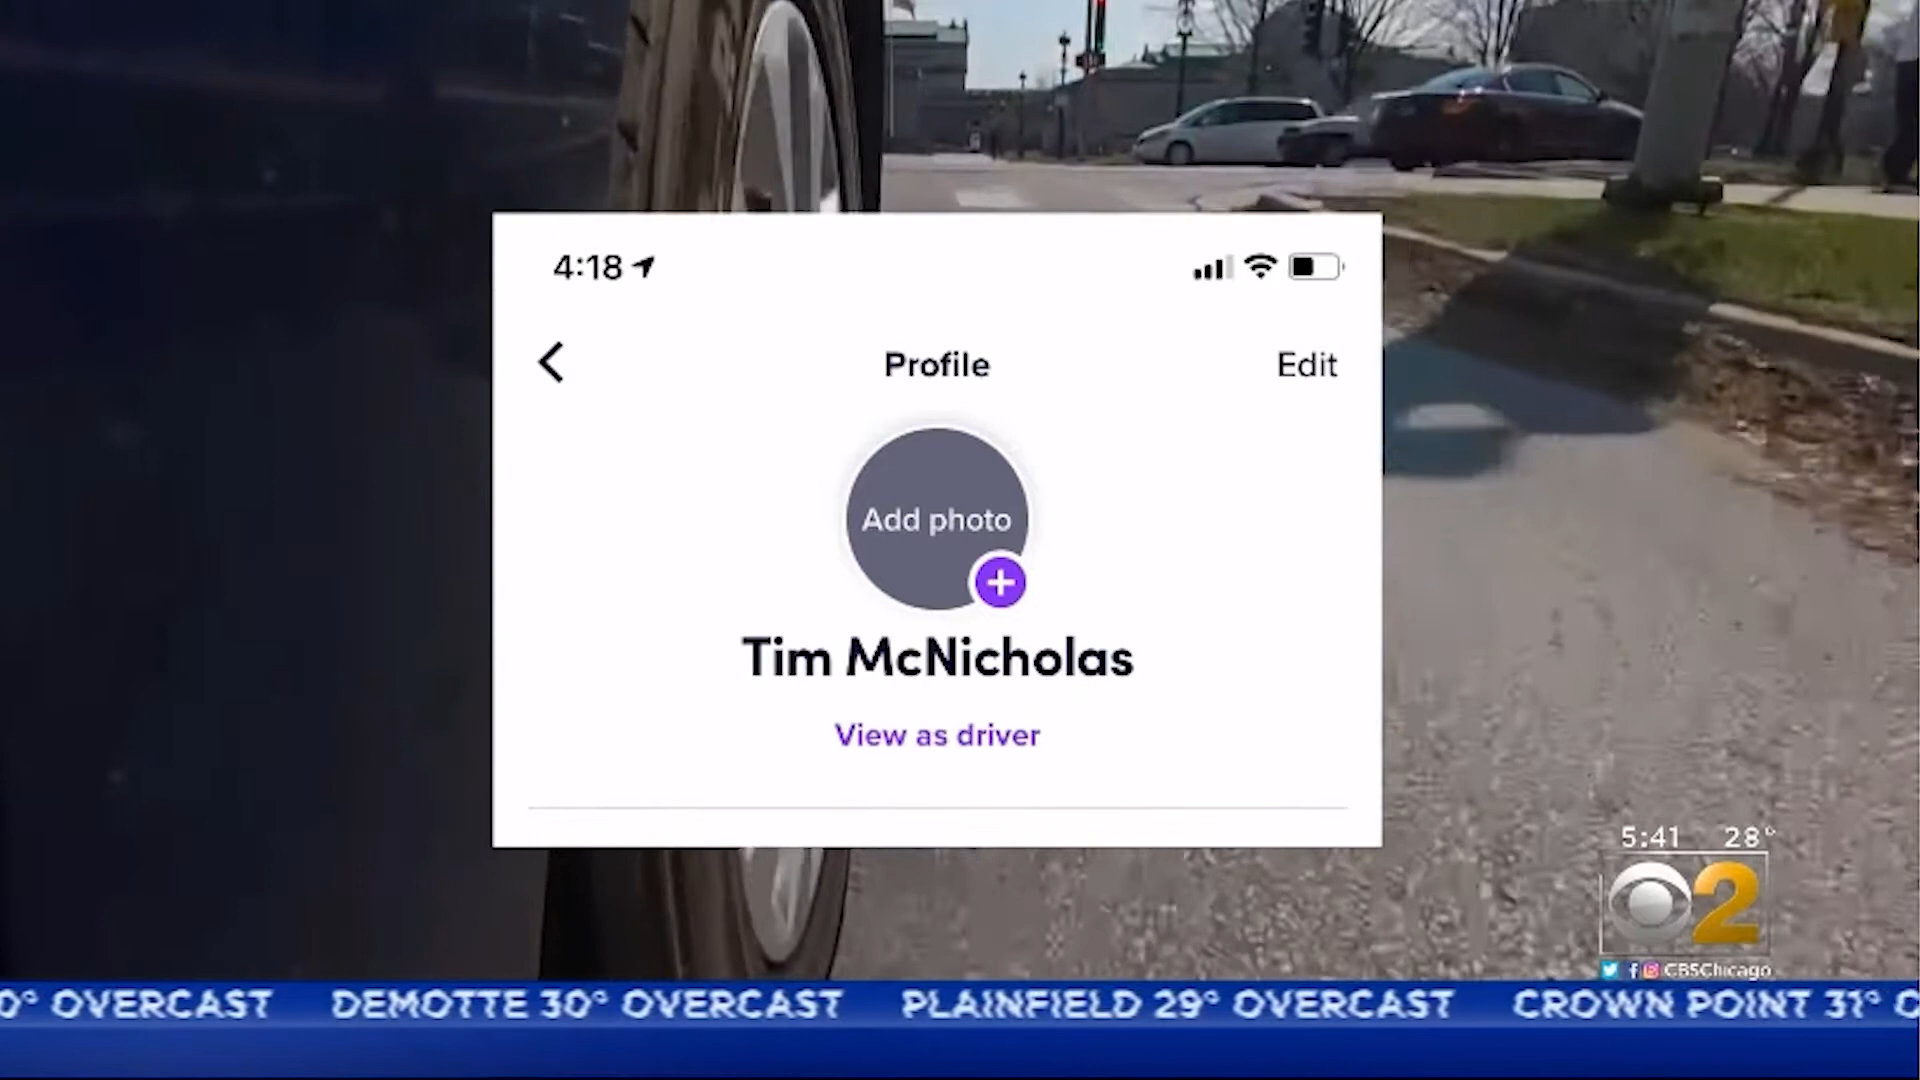 4:18
Profile
Edit
Add photo
Tim McNicholas
View as driver
5:41 28°
2
CBSChicago
0° OVERCAST DEMOTTE 30° OVERCAST PLAINFIELD 29° OVERCAST CROWN POINT 31° O